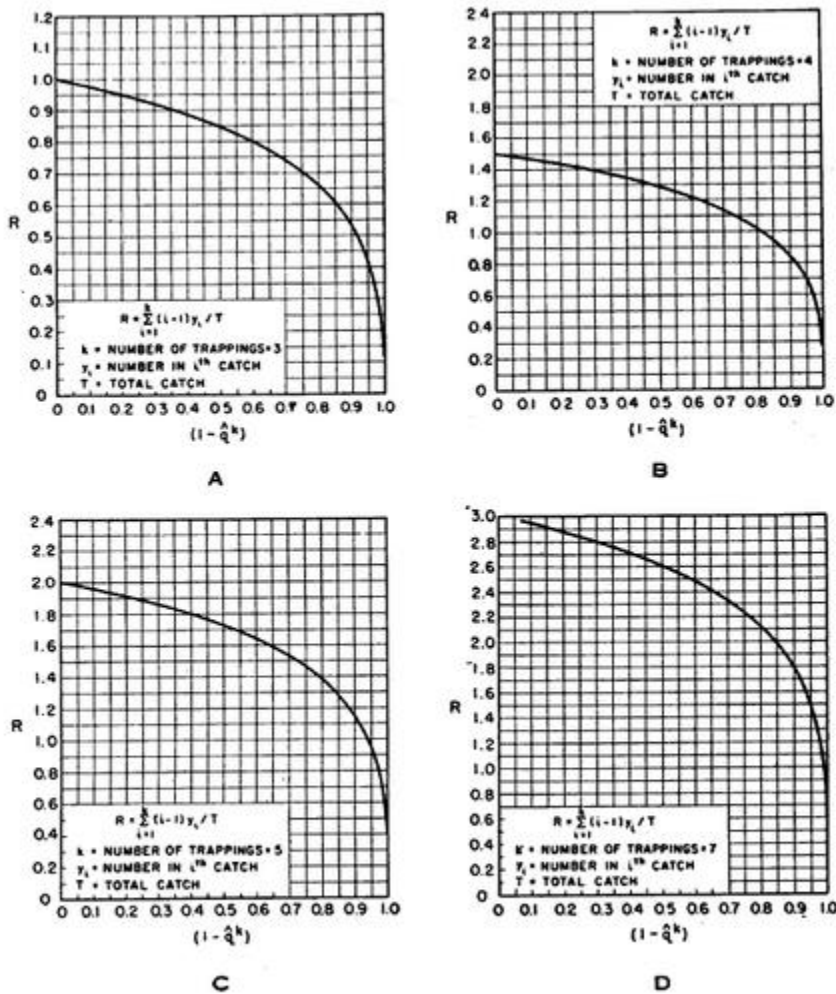 1.2
1.1
1.0
0.9
0.8
0.7
0.6
R
0.5
0.4
0.3
0.2
0.1
0
R = k Σ i=1 (i-1) yᵢ / T
k = NUMBER OF TRAPPINGS = 3
yᵢ = NUMBER IN iᵗʰ CATCH
T = TOTAL CATCH
0 0.1 0.2 0.3 0.4 0.5 0.6 0.7 0.8 0.9 1.0
(1-q̂ᵏ)
A
2.4
2.2
2.0
1.8
1.6
1.4
1.2
R
1.0
0.8
0.6
0.4
0.2
0
R = k Σ i=1 (i-1) yᵢ / T
k = NUMBER OF TRAPPINGS = 4
yᵢ = NUMBER IN iᵗʰ CATCH
T = TOTAL CATCH
0 0.1 0.2 0.3 0.4 0.5 0.6 0.7 0.8 0.9 1.0
(1-q̂ᵏ)
B
2.4
2.2
2.0
1.8
1.6
1.4
1.2
R
1.0
0.8
0.6
0.4
0.2
0
R = k Σ i=1 (i-1) yᵢ / T
k = NUMBER OF TRAPPINGS = 5
yᵢ = NUMBER IN iᵗʰ CATCH
T = TOTAL CATCH
0 0.1 0.2 0.3 0.4 0.5 0.6 0.7 0.8 0.9 1.0
(1-q̂ᵏ)
C
3.0
2.8
2.6
2.4
2.2
2.0
1.8
1.6
R
1.4
1.2
1.0
0.8
0.6
0.4
0.2
0
R = k Σ i=1 (i-1) yᵢ / T
K = NUMBER OF TRAPPINGS = 7
Yᵢ = NUMBER IN iᵗʰ CATCH
T = TOTAL CATCH
0 0.1 0.2 0.3 0.4 0.5 0.6 0.7 0.8 0.9 1.0
(1-q̂ᵏ)
D